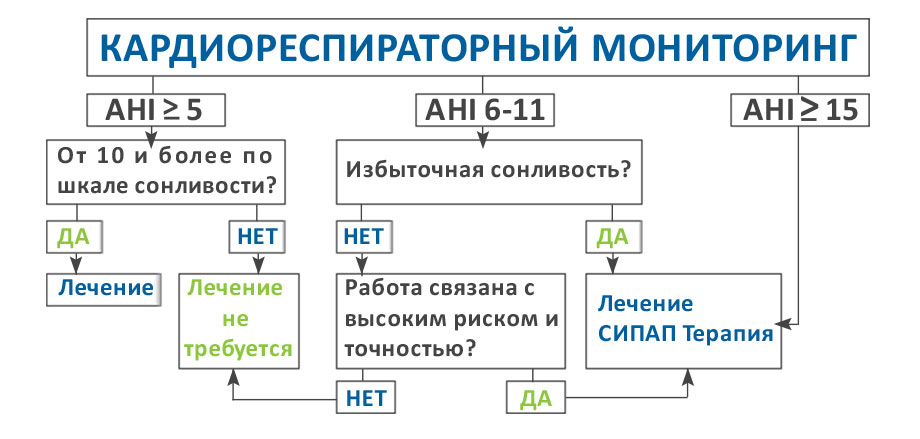 КАРДИОРЕСПИРАТОРНЫЙ МОНИТОРИНГ
AHI ≥ 5
AHI 6-11
AHI ≥ 15
От 10 и более по
шкале сонливости?
Избыточная сонливость?
ДА
НЕТ
НЕТ
ДА
Лечение
Лечение
не
требуется
Работа связана с
высоким риском и
точностью?
Лечение
СИПАП Терапия
НЕТ
ДА